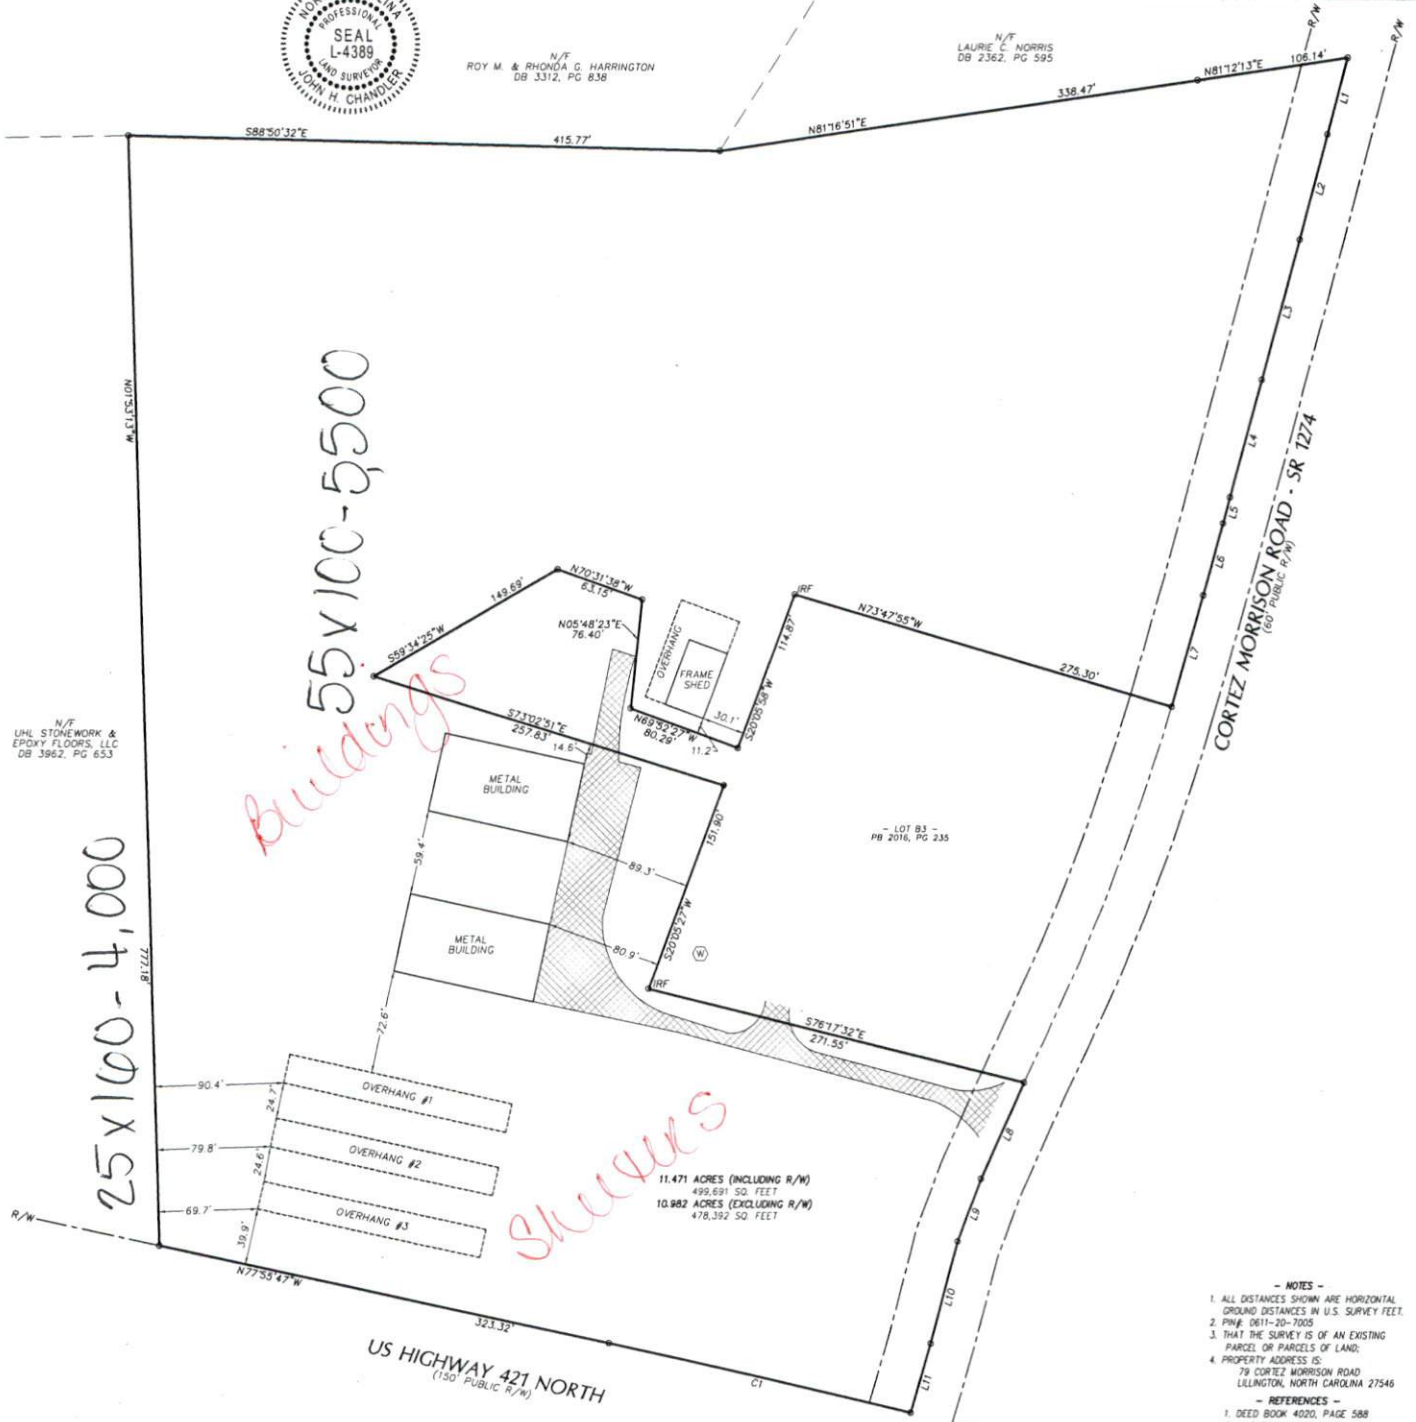 PROFESSIONAL
SEAL
L-4389
LAND SURVEYOR
JOHN H. CHANDLER
N/F
ROY M. & RHONDA G. HARRINGTON
DB 3312, PG 838
N/F
LAURIE C. NORRIS
DB 2362, PG 595
R/W
R/W
S88°50'32"E
415.77'
N81°16'51"E
338.47'
N81°12'13"E
106.14'
L1
L2
L3
L4
L5
L6
L7
N01°53'13"W
777.18'
55x100-5,500
Buildings
25x160-4,000
Shelters
N/F
UHL STONEWORK &
EPOXY FLOORS, LLC
DB 3962, PG 653
S59°34'25"W
149.69'
N70°31'38"W
63.15'
N05°48'23"E
76.40'
OVERHANG
FRAME
SHED
30.1'
N69°52'27"W
80.29'
11.2'
S20°05'58"W
114.87'
IRF
N73°47'55"W
275.30'
CORTEZ MORRISON ROAD - SR 1274
(60' PUBLIC R/W)
S73°02'51"E
257.83'
14.6'
METAL
BUILDING
59.4'
METAL
BUILDING
89.3'
80.9'
151.90'
S20°05'27"W
W
IRF
- LOT B3 -
PB 2016, PG 235
S76°17'32"E
271.55'
72.6'
90.4'
OVERHANG #1
24.7'
79.8'
OVERHANG #2
24.6'
69.7'
OVERHANG #3
39.9'
11.471 ACRES (INCLUDING R/W)
499,691 SQ. FEET
10.982 ACRES (EXCLUDING R/W)
478,392 SQ. FEET
L8
L9
L10
L11
R/W
N77°55'47"W
323.32'
C1
US HIGHWAY 421 NORTH
(150' PUBLIC R/W)
- NOTES -
1. ALL DISTANCES SHOWN ARE HORIZONTAL
GROUND DISTANCES IN U.S. SURVEY FEET.
2. PIN#: 0611-20-7005
3. THAT THE SURVEY IS OF AN EXISTING
PARCEL OR PARCELS OF LAND;
4. PROPERTY ADDRESS IS:
79 CORTEZ MORRISON ROAD
LILLINGTON, NORTH CAROLINA 27546
- REFERENCES -
1. DEED BOOK 4020, PAGE 588